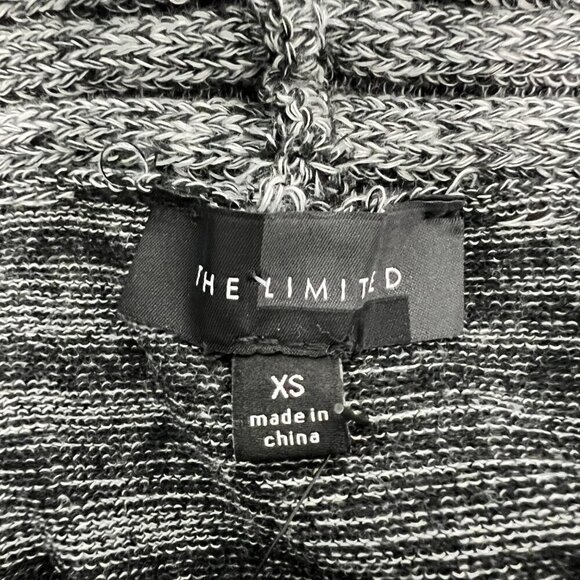 THE LIMITED
XS
made in
china